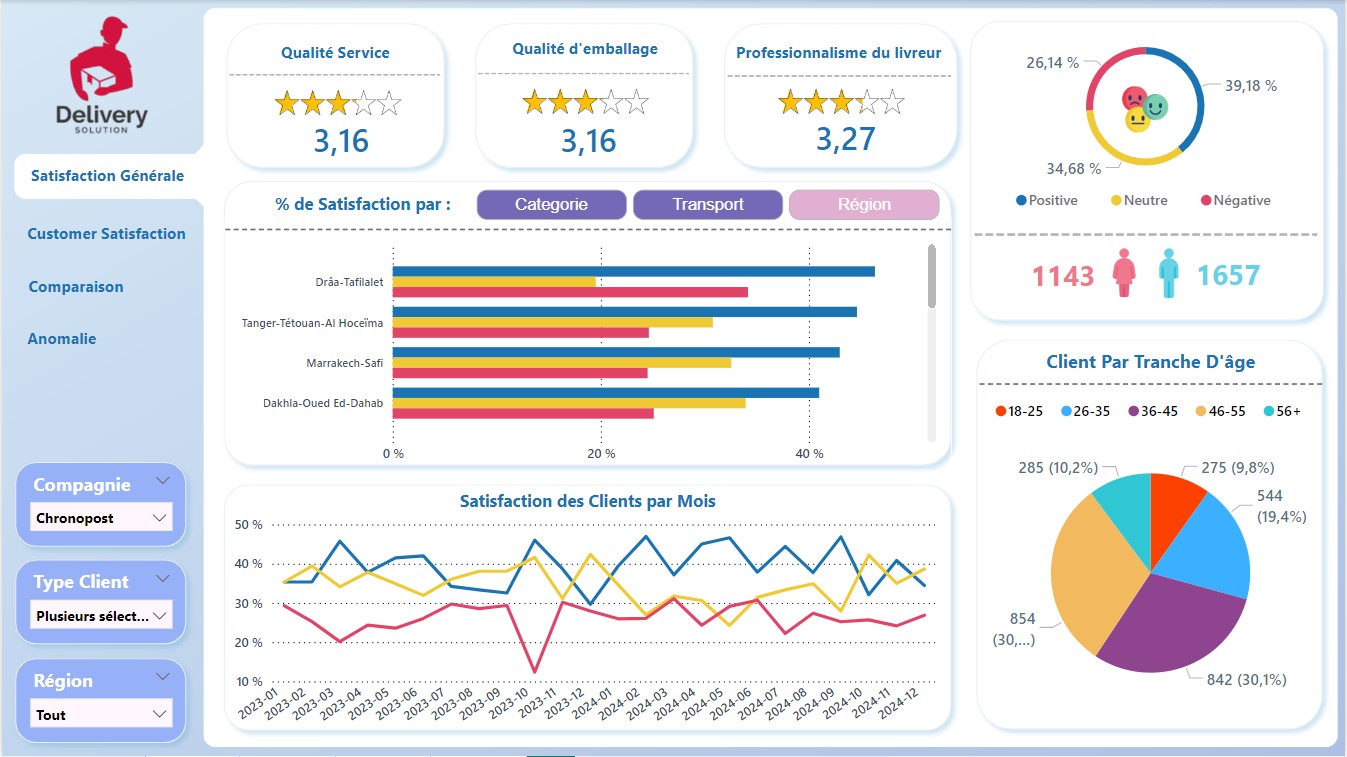 Delivery
SOLUTION
Satisfaction Générale
Customer Satisfaction
Comparaison
Anomalie
Compagnie
Chronopost
Type Client
Plusieurs sélect...
Région
Tout
Qualité Service
3,16
Qualité d'emballage
3,16
Professionnalisme du livreur
3,27
% de Satisfaction par :
Categorie
Transport
Région
Drâa-Tafilalet
Tanger-Tétouan-Al Hoceïma
Marrakech-Safi
Dakhla-Oued Ed-Dahab
0 %
20 %
40 %
Satisfaction des Clients par Mois
50 %
40 %
30 %
20 %
10 %
2023-01
2023-02
2023-03
2023-04
2023-05
2023-06
2023-07
2023-08
2023-09
2023-10
2023-11
2023-12
2024-01
2024-02
2024-03
2024-04
2024-05
2024-06
2024-07
2024-08
2024-09
2024-10
2024-11
2024-12
26,14 %
39,18 %
34,68 %
Positive
Neutre
Négative
1143
1657
Client Par Tranche D'âge
18-25
26-35
36-45
46-55
56+
285 (10,2%)
275 (9,8%)
544
(19,4%)
854
(30,...)
842 (30,1%)